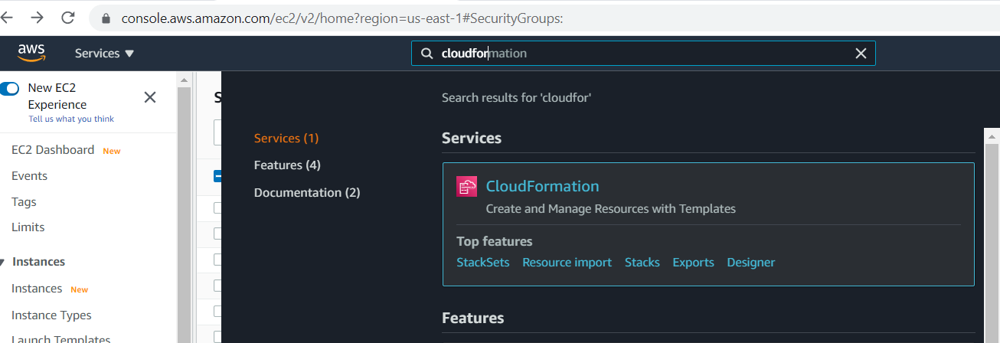 console.aws.amazon.com/ec2/v2/home?region=us-east-1#SecurityGroups:
aws Services ▼ cloudformation
New EC2
Experience
Tell us what you think
EC2 Dashboard New
Events
Tags
Limits
Instances
Instances New
Instance Types
Launch Templates
S
Search results for 'cloudfor'
Services (1)
Features (4)
Documentation (2)
Services
CloudFormation
Create and Manage Resources with Templates
Top features
StackSets Resource import Stacks Exports Designer
Features